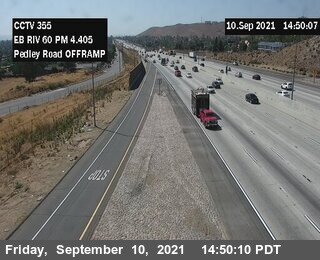 CCTV 355
EB RIV 60 PM 4.405
Pedley Road OFFRAMP
10.Sep 2021 14:50:07
STOP
Friday, September 10, 2021 14:50:10 PDT